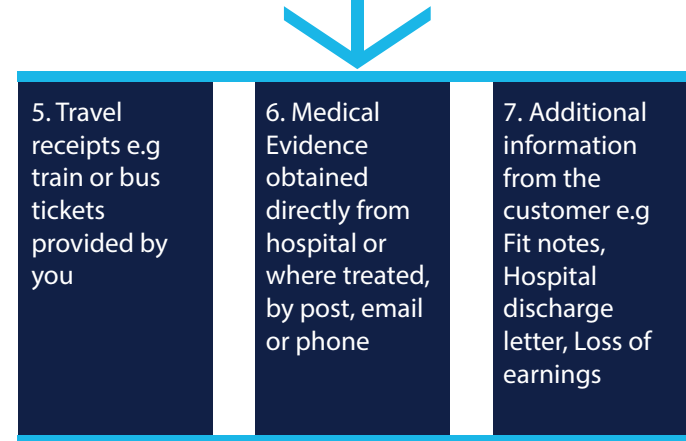 5. Travel
receipts e.g
train or bus
tickets
provided by
you
6. Medical
Evidence
obtained
directly from
hospital or
where treated,
by post, email
or phone
7. Additional
information
from the
customer e.g
Fit notes,
Hospital
discharge
letter, Loss of
earnings